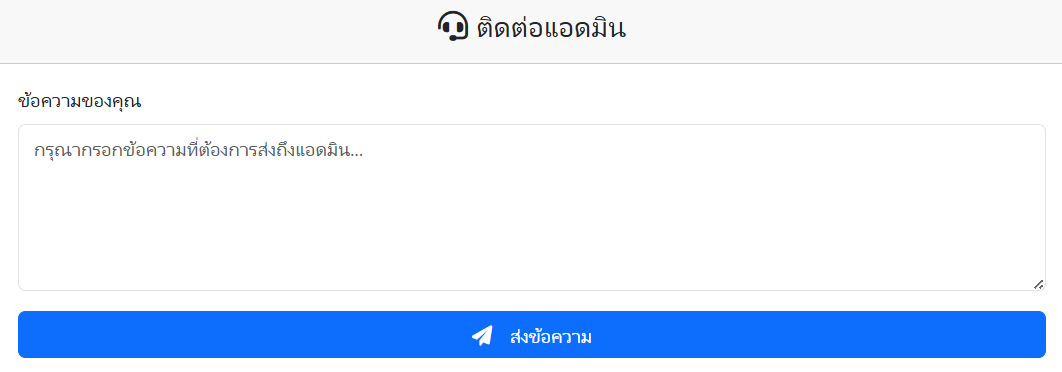 ติดต่อแอดมิน
ข้อความของคุณ
กรุณากรอกข้อความที่ต้องการส่งถึงแอดมิน...
ส่งข้อความ